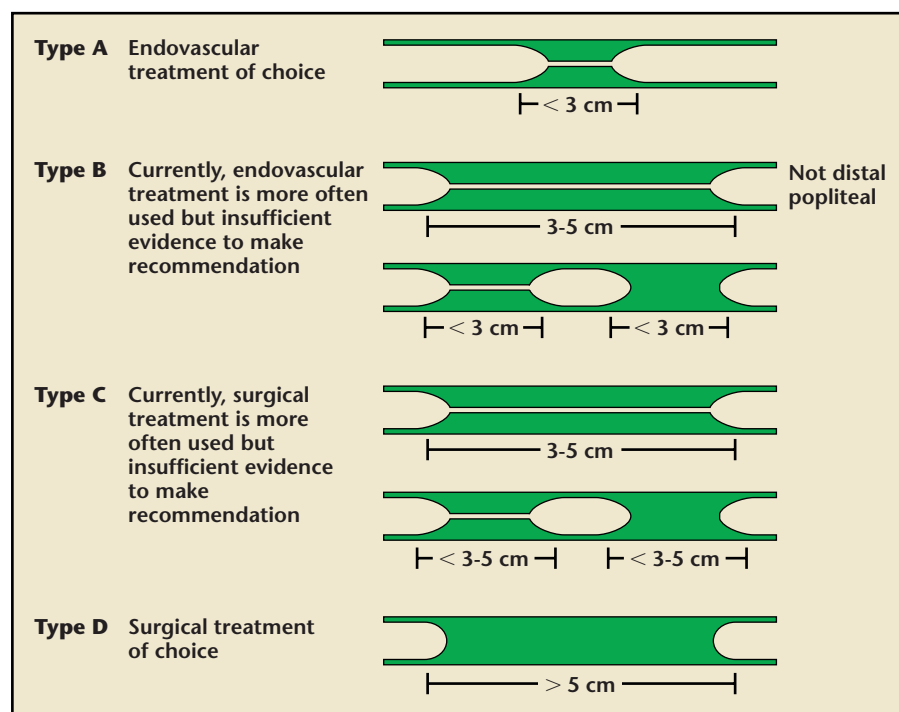 Type A Endovascular
treatment of choice
< 3 cm
Type B Currently, endovascular
treatment is more often
used but insufficient
evidence to make
recommendation
Not distal
popliteal
3-5 cm
< 3 cm
< 3 cm
Type C Currently, surgical
treatment is more
often used but
insufficient evidence
to make
recommendation
3-5 cm
< 3-5 cm
< 3-5 cm
Type D Surgical treatment
of choice
> 5 cm